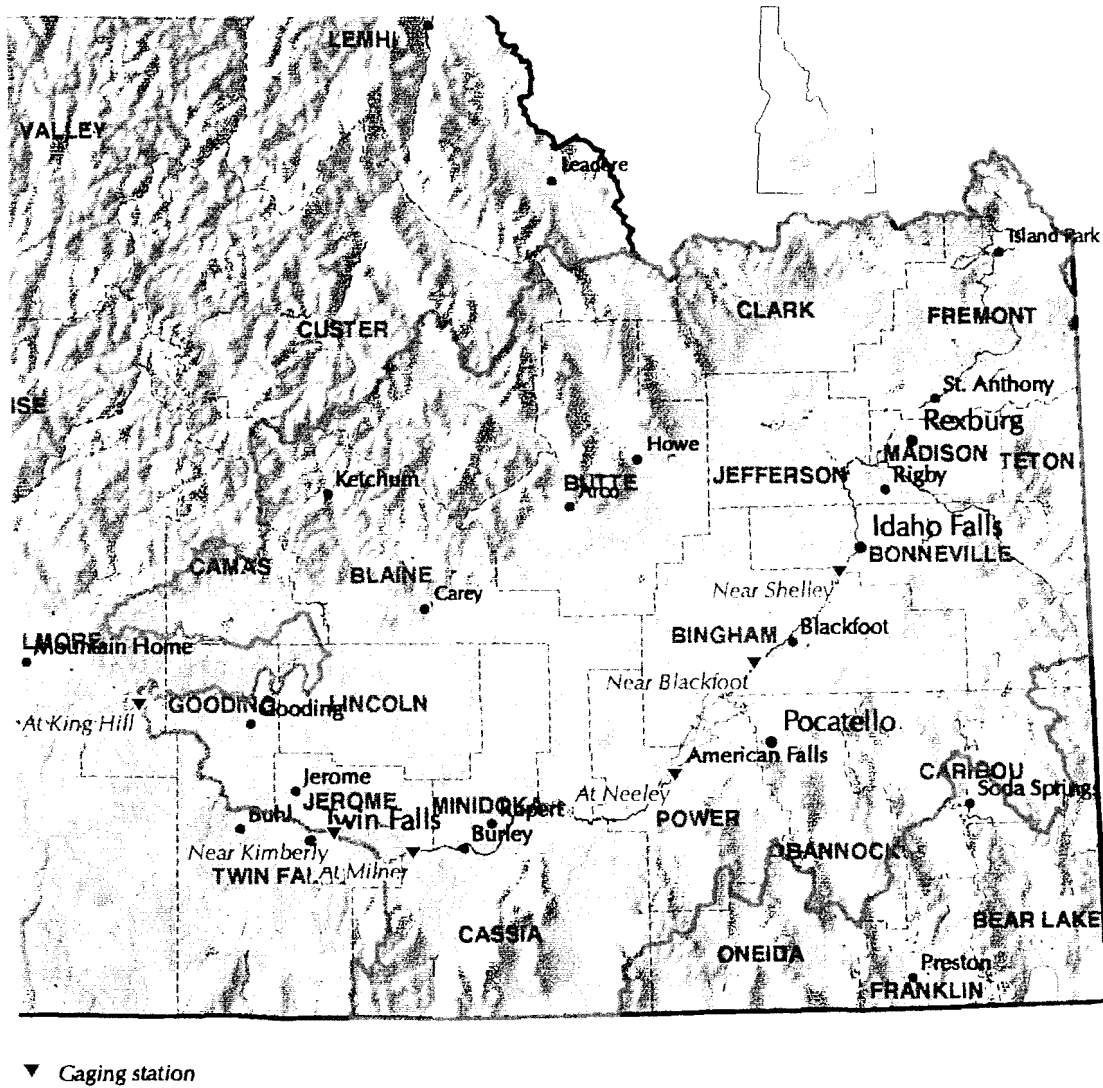 LEMHI
VALLEY
Leadore
Island Park
CUSTER
CLARK
FREMONT
ISE
St. Anthony
Rexburg
Howe
MADISON
TETON
JEFFERSON
Rigby
Ketchum
BUTTE
Arco
Idaho Falls
BONNEVILLE
CAMAS
BLAINE
Near Shelley
Carey
BINGHAM
Blackfoot
LMORE
Mountain Home
Near Blackfoot
GOODING
Gooding
LINCOLN
At King Hill
Pocatello
American Falls
CARIBOU
Soda Springs
Jerome
JEROME
At Neeley
MINIDOKA
Rupert
POWER
Buhl
Twin Falls
Burley
Near Kimberly
At Milner
TWIN FALL
BANNOCK
CASSIA
BEAR LAKE
ONEIDA
Preston
FRANKLIN
Gaging station